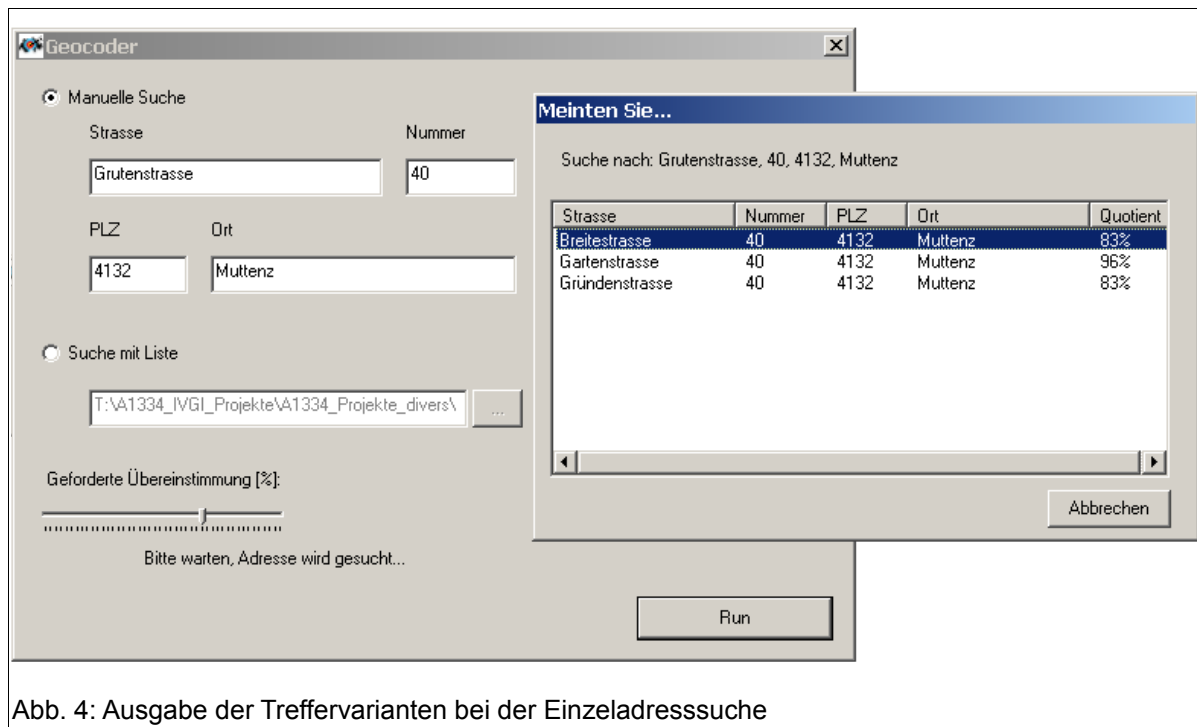 Geocoder
Manuelle Suche
Strasse Nummer
Grutenstrasse 40
PLZ Ort
4132 Muttenz
Suche mit Liste
T:\A1334_IVGI_Projekte\A1334_Projekte_divers\ ...
Geforderte Übereinstimmung [%]:
Bitte warten, Adresse wird gesucht...
Run
Meinten Sie...
Suche nach: Grutenstrasse, 40, 4132, Muttenz
Strasse Nummer PLZ Ort Quotient
Breitestrasse 40 4132 Muttenz 83%
Gartenstrasse 40 4132 Muttenz 96%
Gründenstrasse 40 4132 Muttenz 83%
Abbrechen
Abb. 4: Ausgabe der Treffervarianten bei der Einzeladresssuche